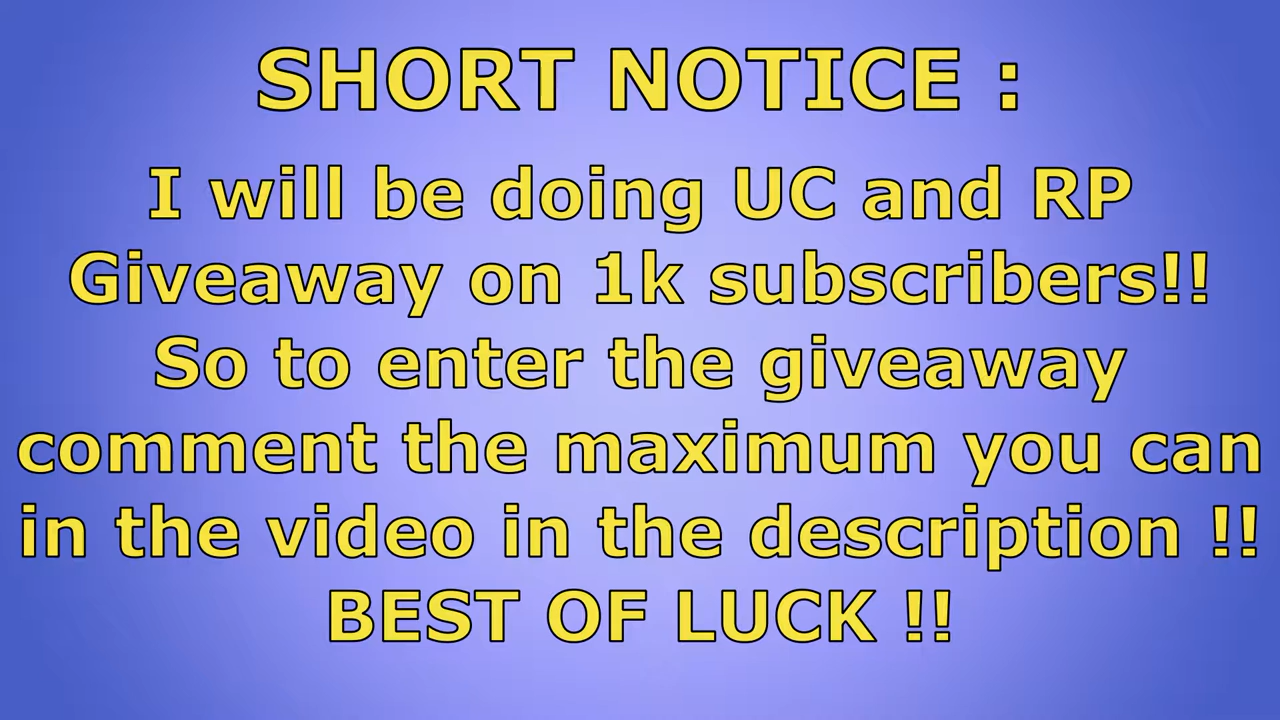 SHORT NOTICE :
I will be doing UC and RP
Giveaway on 1k subscribers!!
So to enter the giveaway
comment the maximum you can
in the video in the description !!
BEST OF LUCK !!